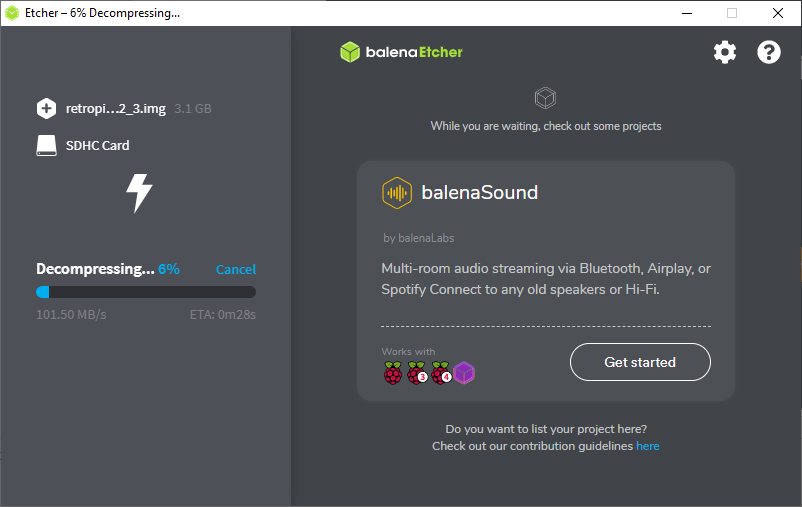 Etcher – 6% Decompressing...
balenaEtcher
retropi...2_3.img 3.1 GB
SDHC Card
Decompressing... 6% Cancel
101.50 MB/s ETA: 0m28s
While you are waiting, check out some projects
balenaSound
by balenaLabs
Multi-room audio streaming via Bluetooth, Airplay, or
Spotify Connect to any old speakers or Hi-Fi.
Works with
3 4
Get started
Do you want to list your project here?
Check out our contribution guidelines here